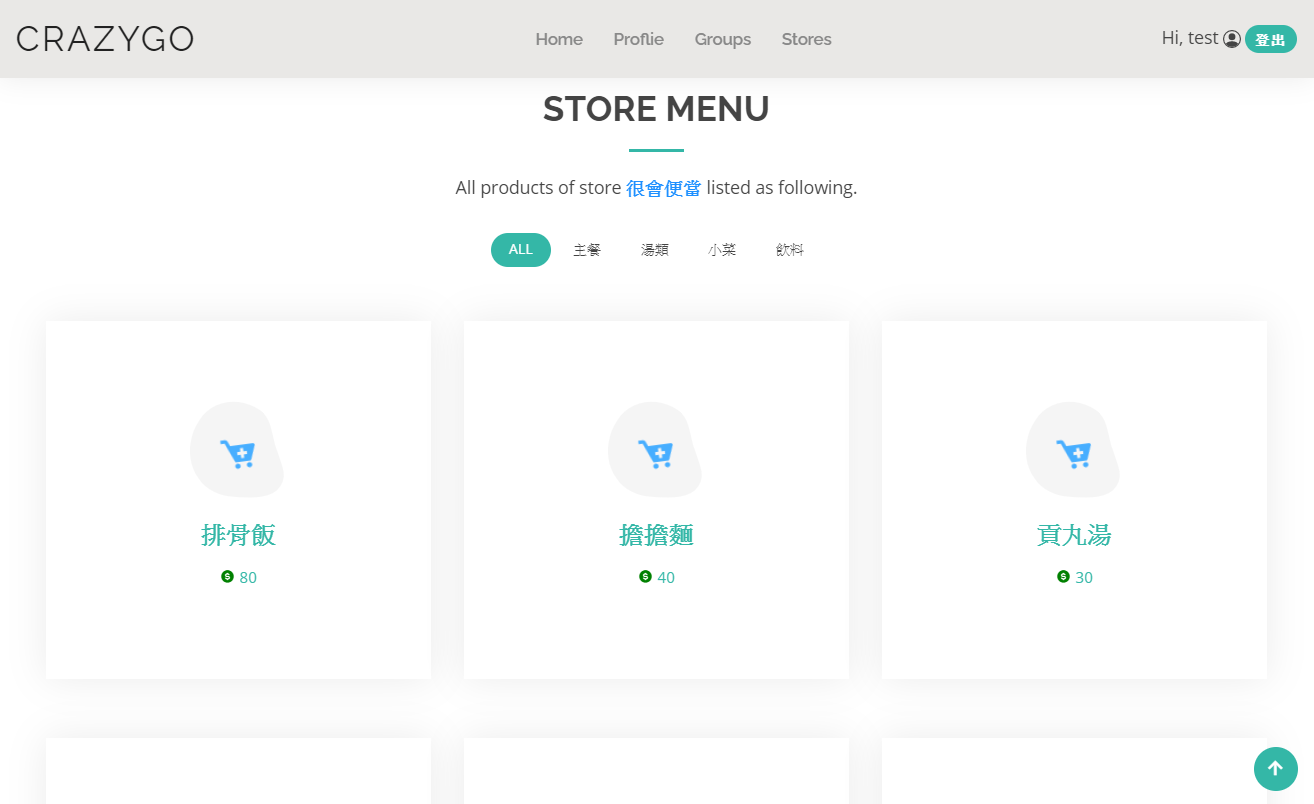 CRAZYGO
Home Proflie Groups Stores
Hi, test 登出
STORE MENU
All products of store 很會便當 listed as following.
ALL 主餐 湯類 小菜 飲料
排骨飯
80
擔擔麵
40
貢丸湯
30